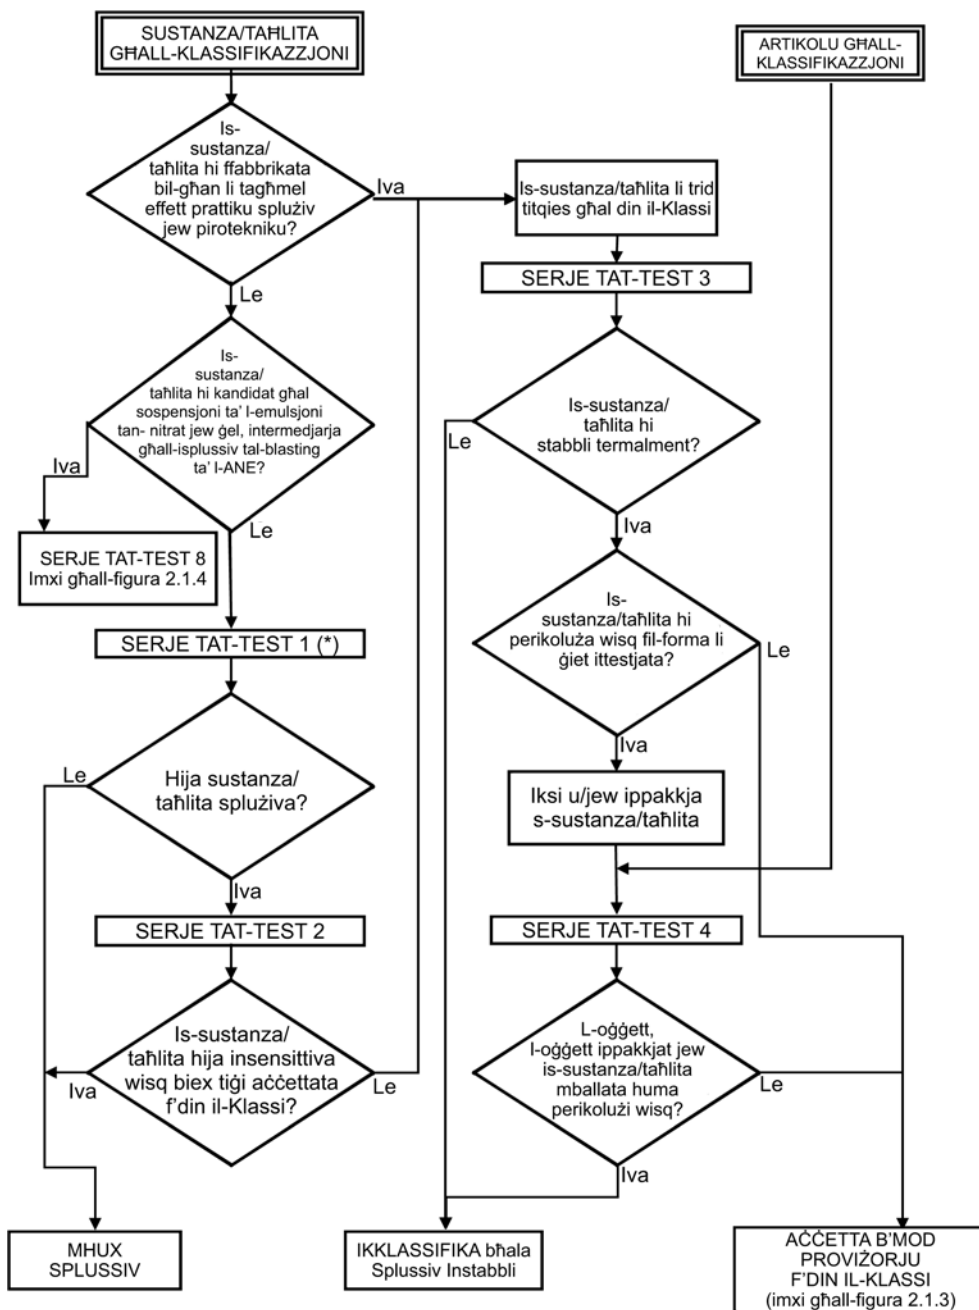 SUSTANZA/TAĦLITA
GĦALL-KLASSIFIKAZZJONI
Is-
sustanza/
taħlita hi ffabbrikata
bil-għan li tagħmel
effett prattiku spluživ
jew pirotekniku?
Iva
Le
Is-
sustanza/
taħlita hi kandidat għal
sospensjoni ta' l-emulsjoni
tan- nitrat jew ġel, intermedjarja
għall-isplussiv tal-blasting
ta' l-ANE?
Iva
Le
SERJE TAT-TEST 8
Imxi għall-figura 2.1.4
SERJE TAT-TEST 1 (*)
Hija sustanza/
taħlita splużiva?
Le
Iva
SERJE TAT-TEST 2
Is-sustanza/
taħlita hija insensittiva
wisq biex tiġi aċċettata
f'din il-Klassi?
Iva
Le
MHUX
SPLUSSIV
ARTIKOLU GĦALL-
KLASSIFIKAZZJONI
Is-sustanza/taħlita li trid
titqies għal din il-Klassi
SERJE TAT-TEST 3
Is-sustanza/
taħlita hi
stabbli termalment?
Le
Iva
Is-
sustanza/taħlita hi
perikoluża wisq fil-forma li
ġiet ittestjata?
Le
Iva
Iksi u/jew ippakkja
s-sustanza/taħlita
SERJE TAT-TEST 4
L-oġġett,
l-oġġett ippakkjat jew
is-sustanza/taħlita
mballata huma
perikolużi wisq?
Le
Iva
IKKLASSIFIKA bħala
Splussiv Instabbli
AĊĊETTA B'MOD
PROVIŻORJU
F'DIN IL-KLASSI
(imxi għall-figura 2.1.3)